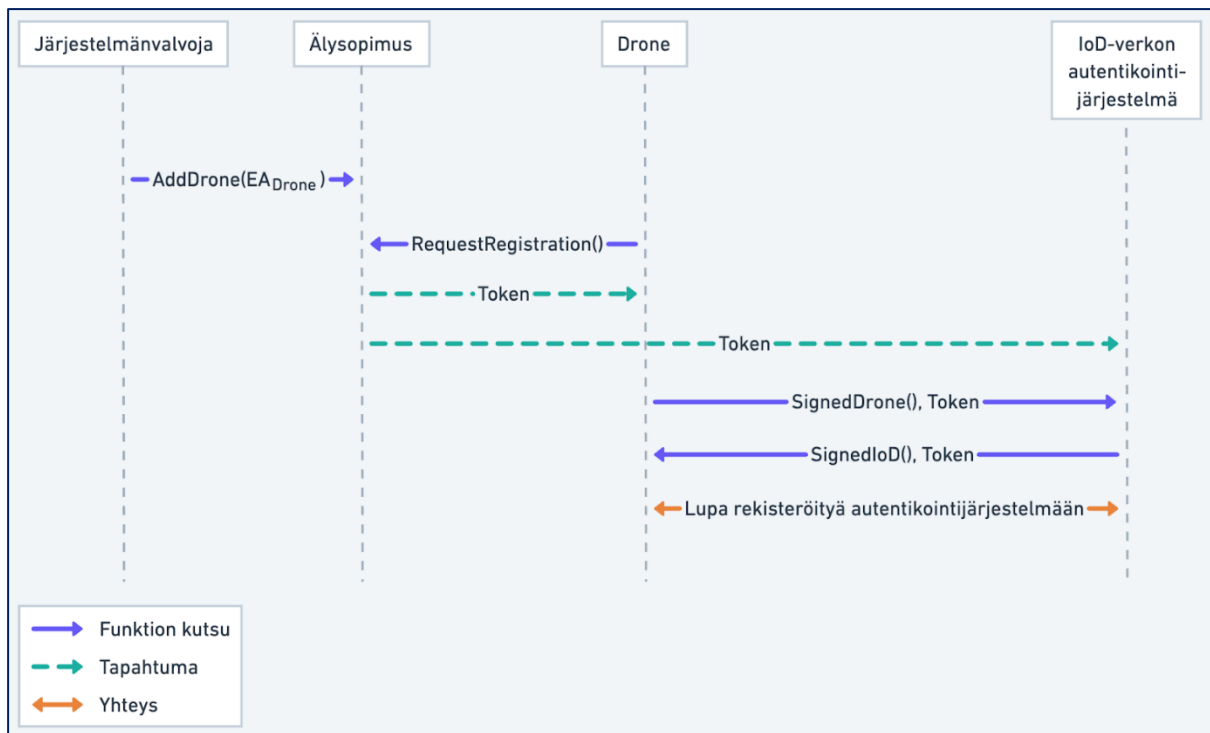 Järjestelmänvalvoja
Älysopimus
Drone
IoD-verkon
autentikointi-
järjestelmä
AddDrone(EADrone)
RequestRegistration()
Token
Token
SignedDrone(), Token
SignedIoD(), Token
Lupa rekisteröityä autentikointijärjestelmään
Funktion kutsu
Tapahtuma
Yhteys